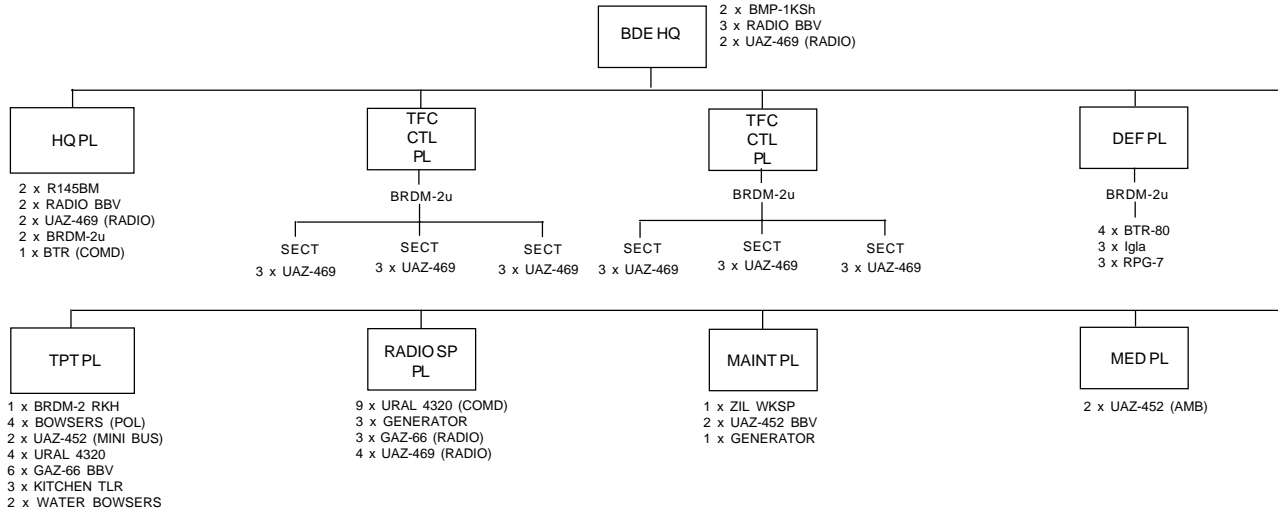 BDE HQ
2 x BMP-1KSh
3 x RADIO BBV
2 x UAZ-469 (RADIO)
HQ PL
2 x R145BM
2 x RADIO BBV
2 x UAZ-469 (RADIO)
2 x BRDM-2u
1 x BTR (COMD)
TFC
CTL
PL
BRDM-2u
SECT
3 x UAZ-469
SECT
3 x UAZ-469
SECT
3 x UAZ-469
TFC
CTL
PL
BRDM-2u
SECT
3 x UAZ-469
SECT
3 x UAZ-469
SECT
3 x UAZ-469
DEF PL
BRDM-2u
4 x BTR-80
3 x Igla
3 x RPG-7
TPT PL
1 x BRDM-2 RKH
4 x BOWSERS (POL)
2 x UAZ-452 (MINI BUS)
4 x URAL 4320
6 x GAZ-66 BBV
3 x KITCHEN TLR
2 x WATER BOWSERS
RADIO SP
PL
9 x URAL 4320 (COMD)
3 x GENERATOR
3 x GAZ-66 (RADIO)
4 x UAZ-469 (RADIO)
MAINT PL
1 x ZIL WKSP
2 x UAZ-452 BBV
1 x GENERATOR
MED PL
2 x UAZ-452 (AMB)